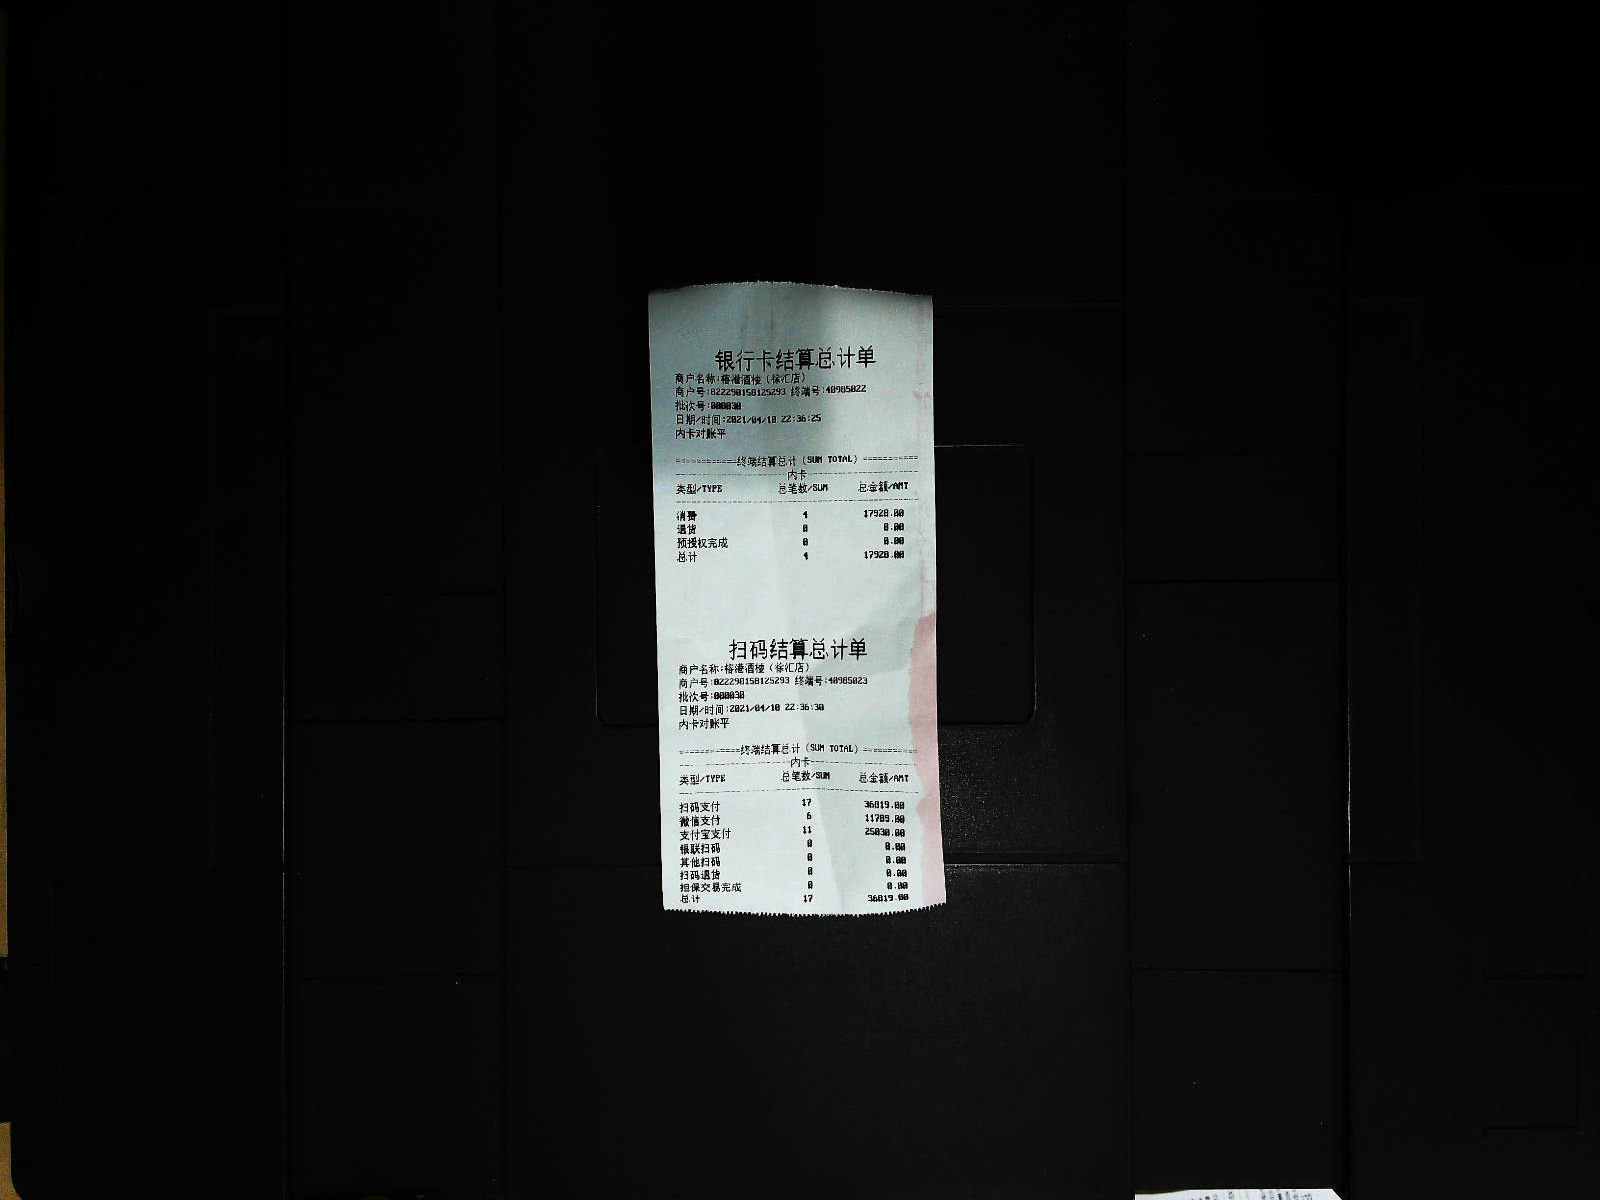 银行卡结算总计单
商户名称:禧港酒楼（徐汇店）
商户号:822290158125293 终端号:40985022
批次号:000030
日期/时间:2021/04/10 22:36:25
内卡对账平
===========终端结算总计（SUM TOTAL）==========
内卡
类型/TYPE 总笔数/SUM 总金额/AMT
消费 4 17928.00
退货 0 0.00
预授权完成 0 0.00
总计 4 17928.00
扫码结算总计单
商户名称:禧港酒楼（徐汇店）
商户号:822290158125293 终端号:40985023
批次号:000030
日期/时间:2021/04/10 22:36:30
内卡对账平
===========终端结算总计（SUM TOTAL）==========
内卡
类型/TYPE 总笔数/SUM 总金额/AMT
扫码支付 17 36819.00
微信支付 6 11789.00
支付宝支付 11 25030.00
银联扫码 0 0.00
其他扫码 0 0.00
扫码退货 0 0.00
担保交易完成 0 0.00
总计 17 36819.00